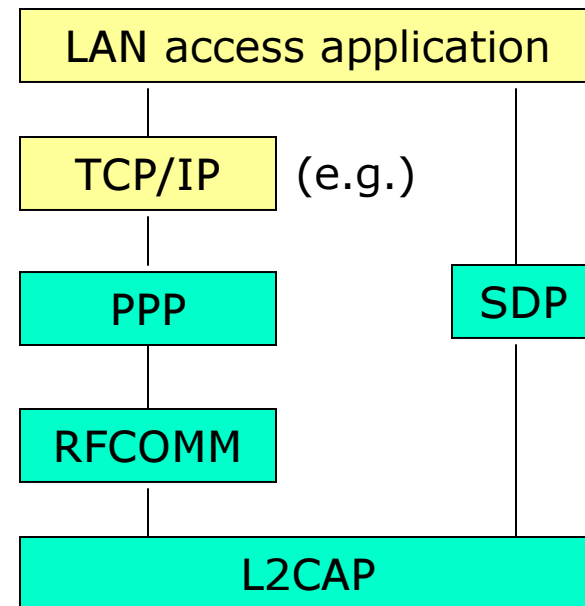 LAN access application
TCP/IP (e.g.)
PPP
SDP
RFCOMM
L2CAP